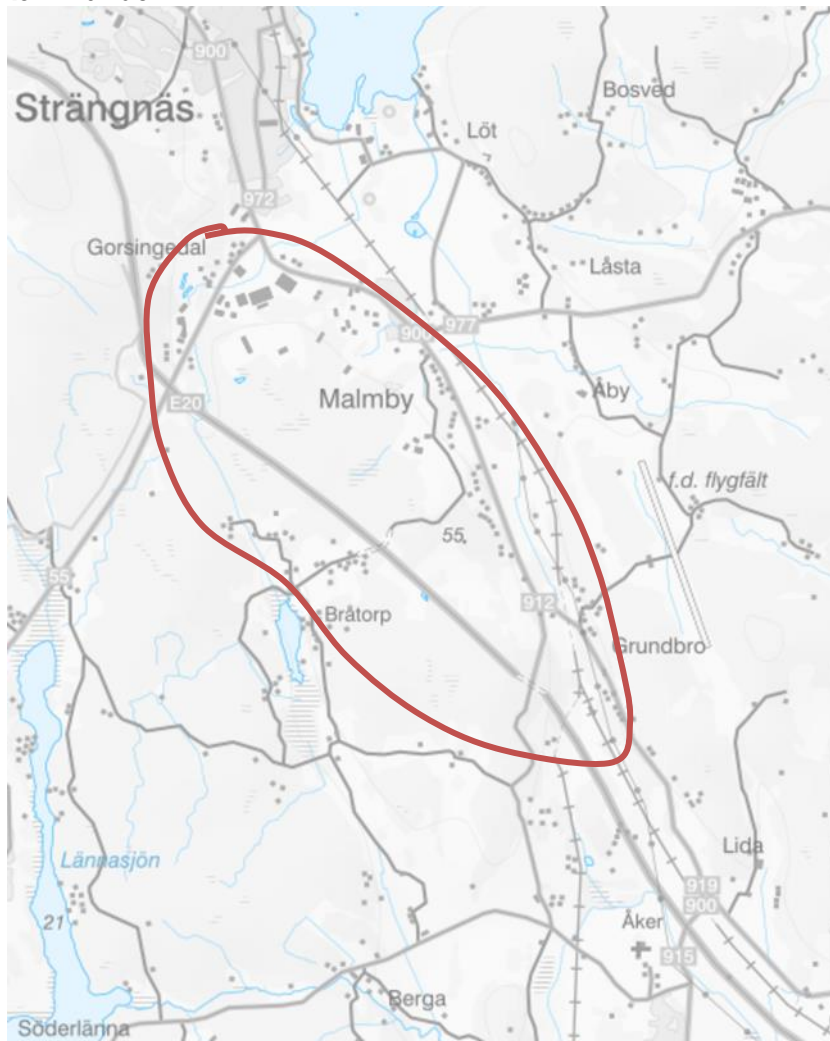 900
Strängnäs
Bosved
Löt
972
Gorsingedal
Låsta
977
900
Malmby
Åby
E20
f.d. flygfält
55
55
912
Bråtorp
Grundbro
Lida
Lännasjön
919
900
21
Åker
915
Berga
Söderlänna